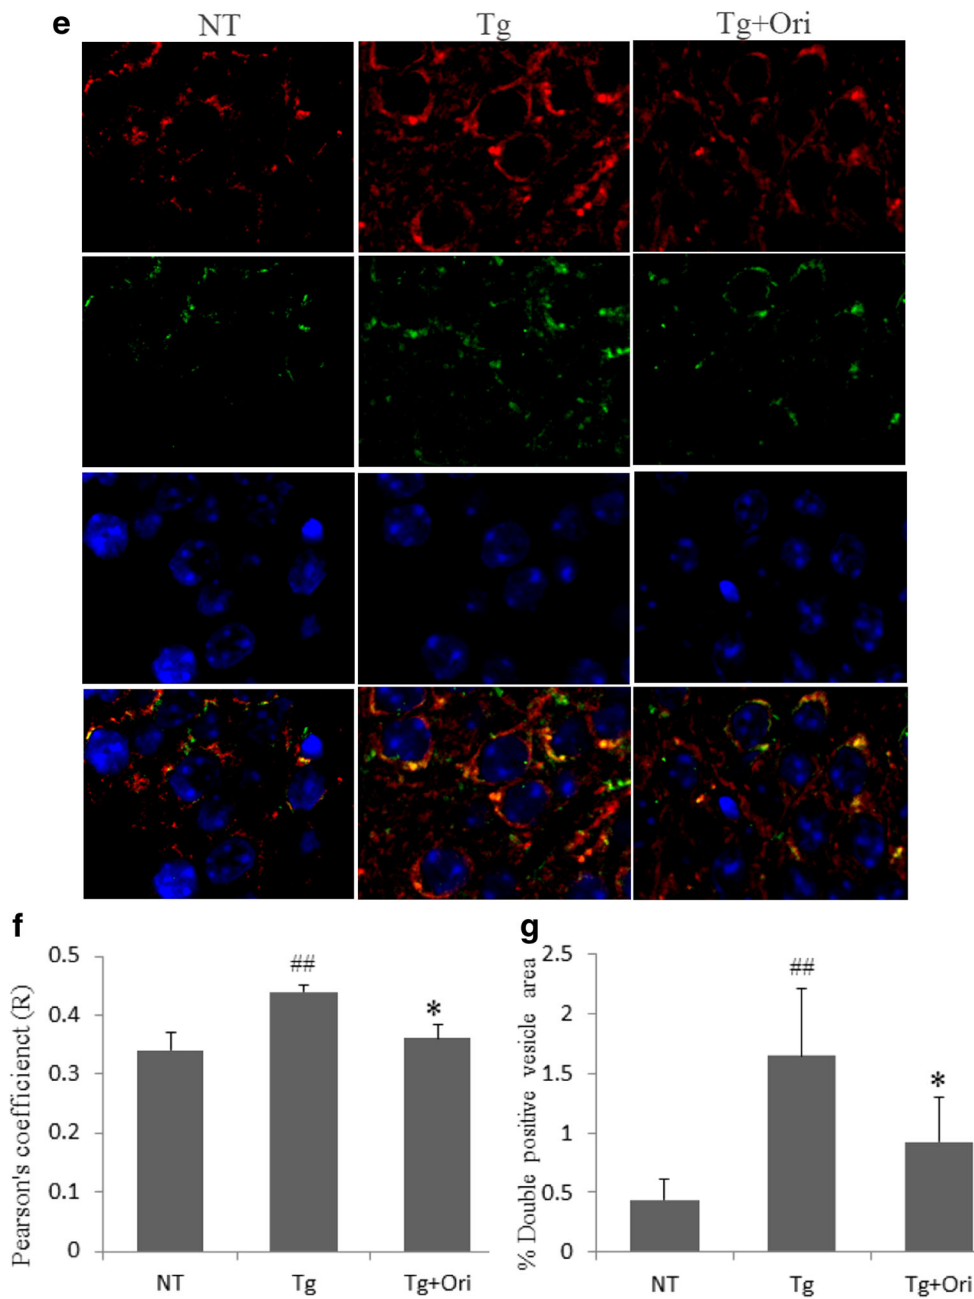 e
NT Tg Tg+Ori
f
Pearson's coefficienct (R)
0.5
0.4
0.3
0.2
0.1
0
##
*
NT Tg Tg+Ori
g
% Double positive vesicle area
2.5
2
1.5
1
0.5
0
##
*
NT Tg Tg+Ori